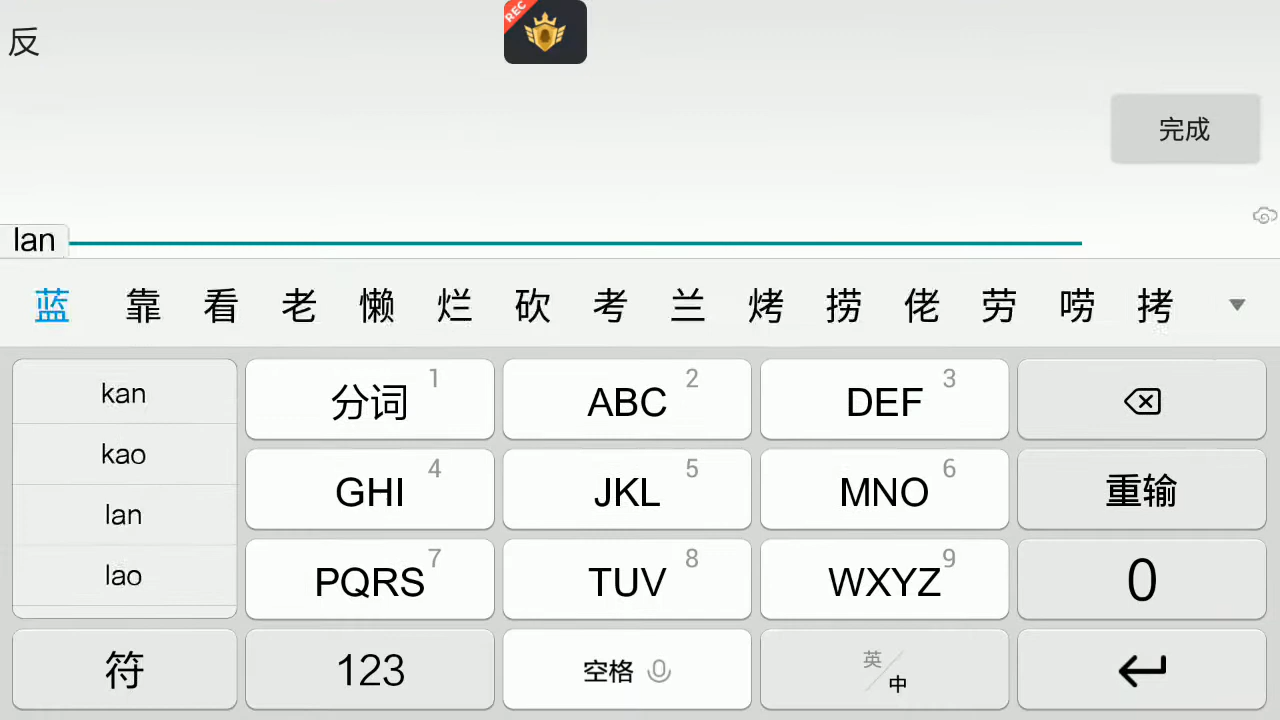 REC
反
完成
lan
蓝 靠 看 老 懒 烂 砍 考 兰 烤 捞 佬 劳 唠 拷
kan 分词 1 ABC 2 DEF 3
kao GHI 4 JKL 5 MNO 6 重输
lan
lao PQRS 7 TUV 8 WXYZ 9 0
符 123 空格 英/中